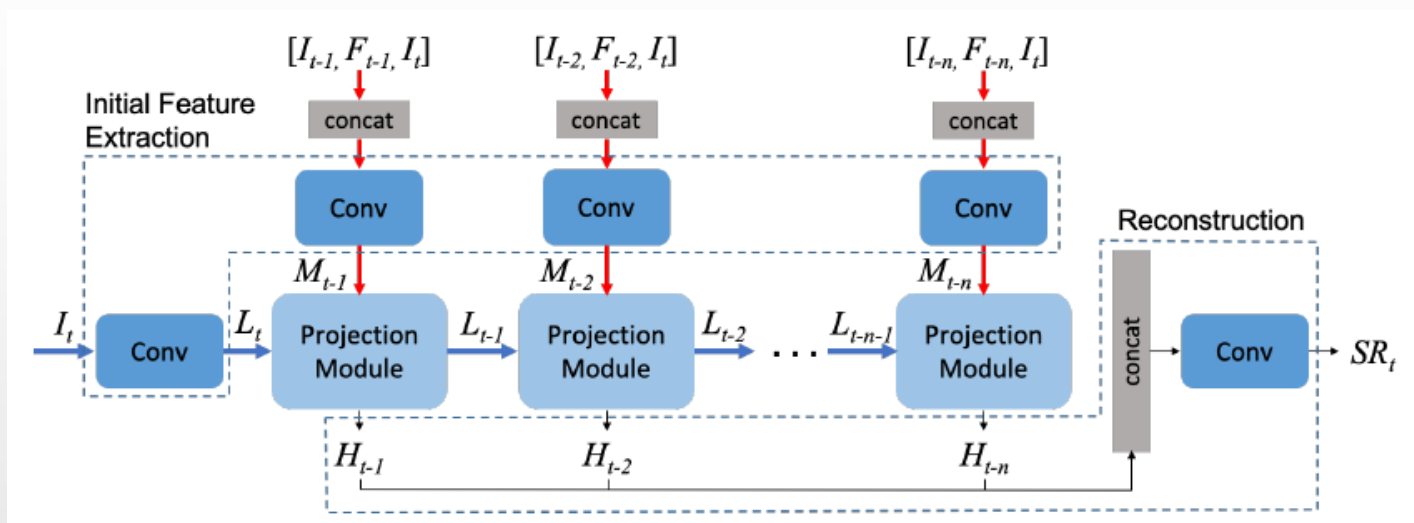 [I_{t-1}, F_{t-1}, I_t]
[I_{t-2}, F_{t-2}, I_t]
[I_{t-n}, F_{t-n}, I_t]
Initial Feature
Extraction
concat
concat
concat
Conv
Conv
Conv
Reconstruction
M_{t-1}
M_{t-2}
M_{t-n}
I_t
Conv
L_t
Projection
Module
L_{t-1}
Projection
Module
L_{t-2}
...
L_{t-n-1}
Projection
Module
concat
Conv
SR_t
H_{t-1}
H_{t-2}
H_{t-n}